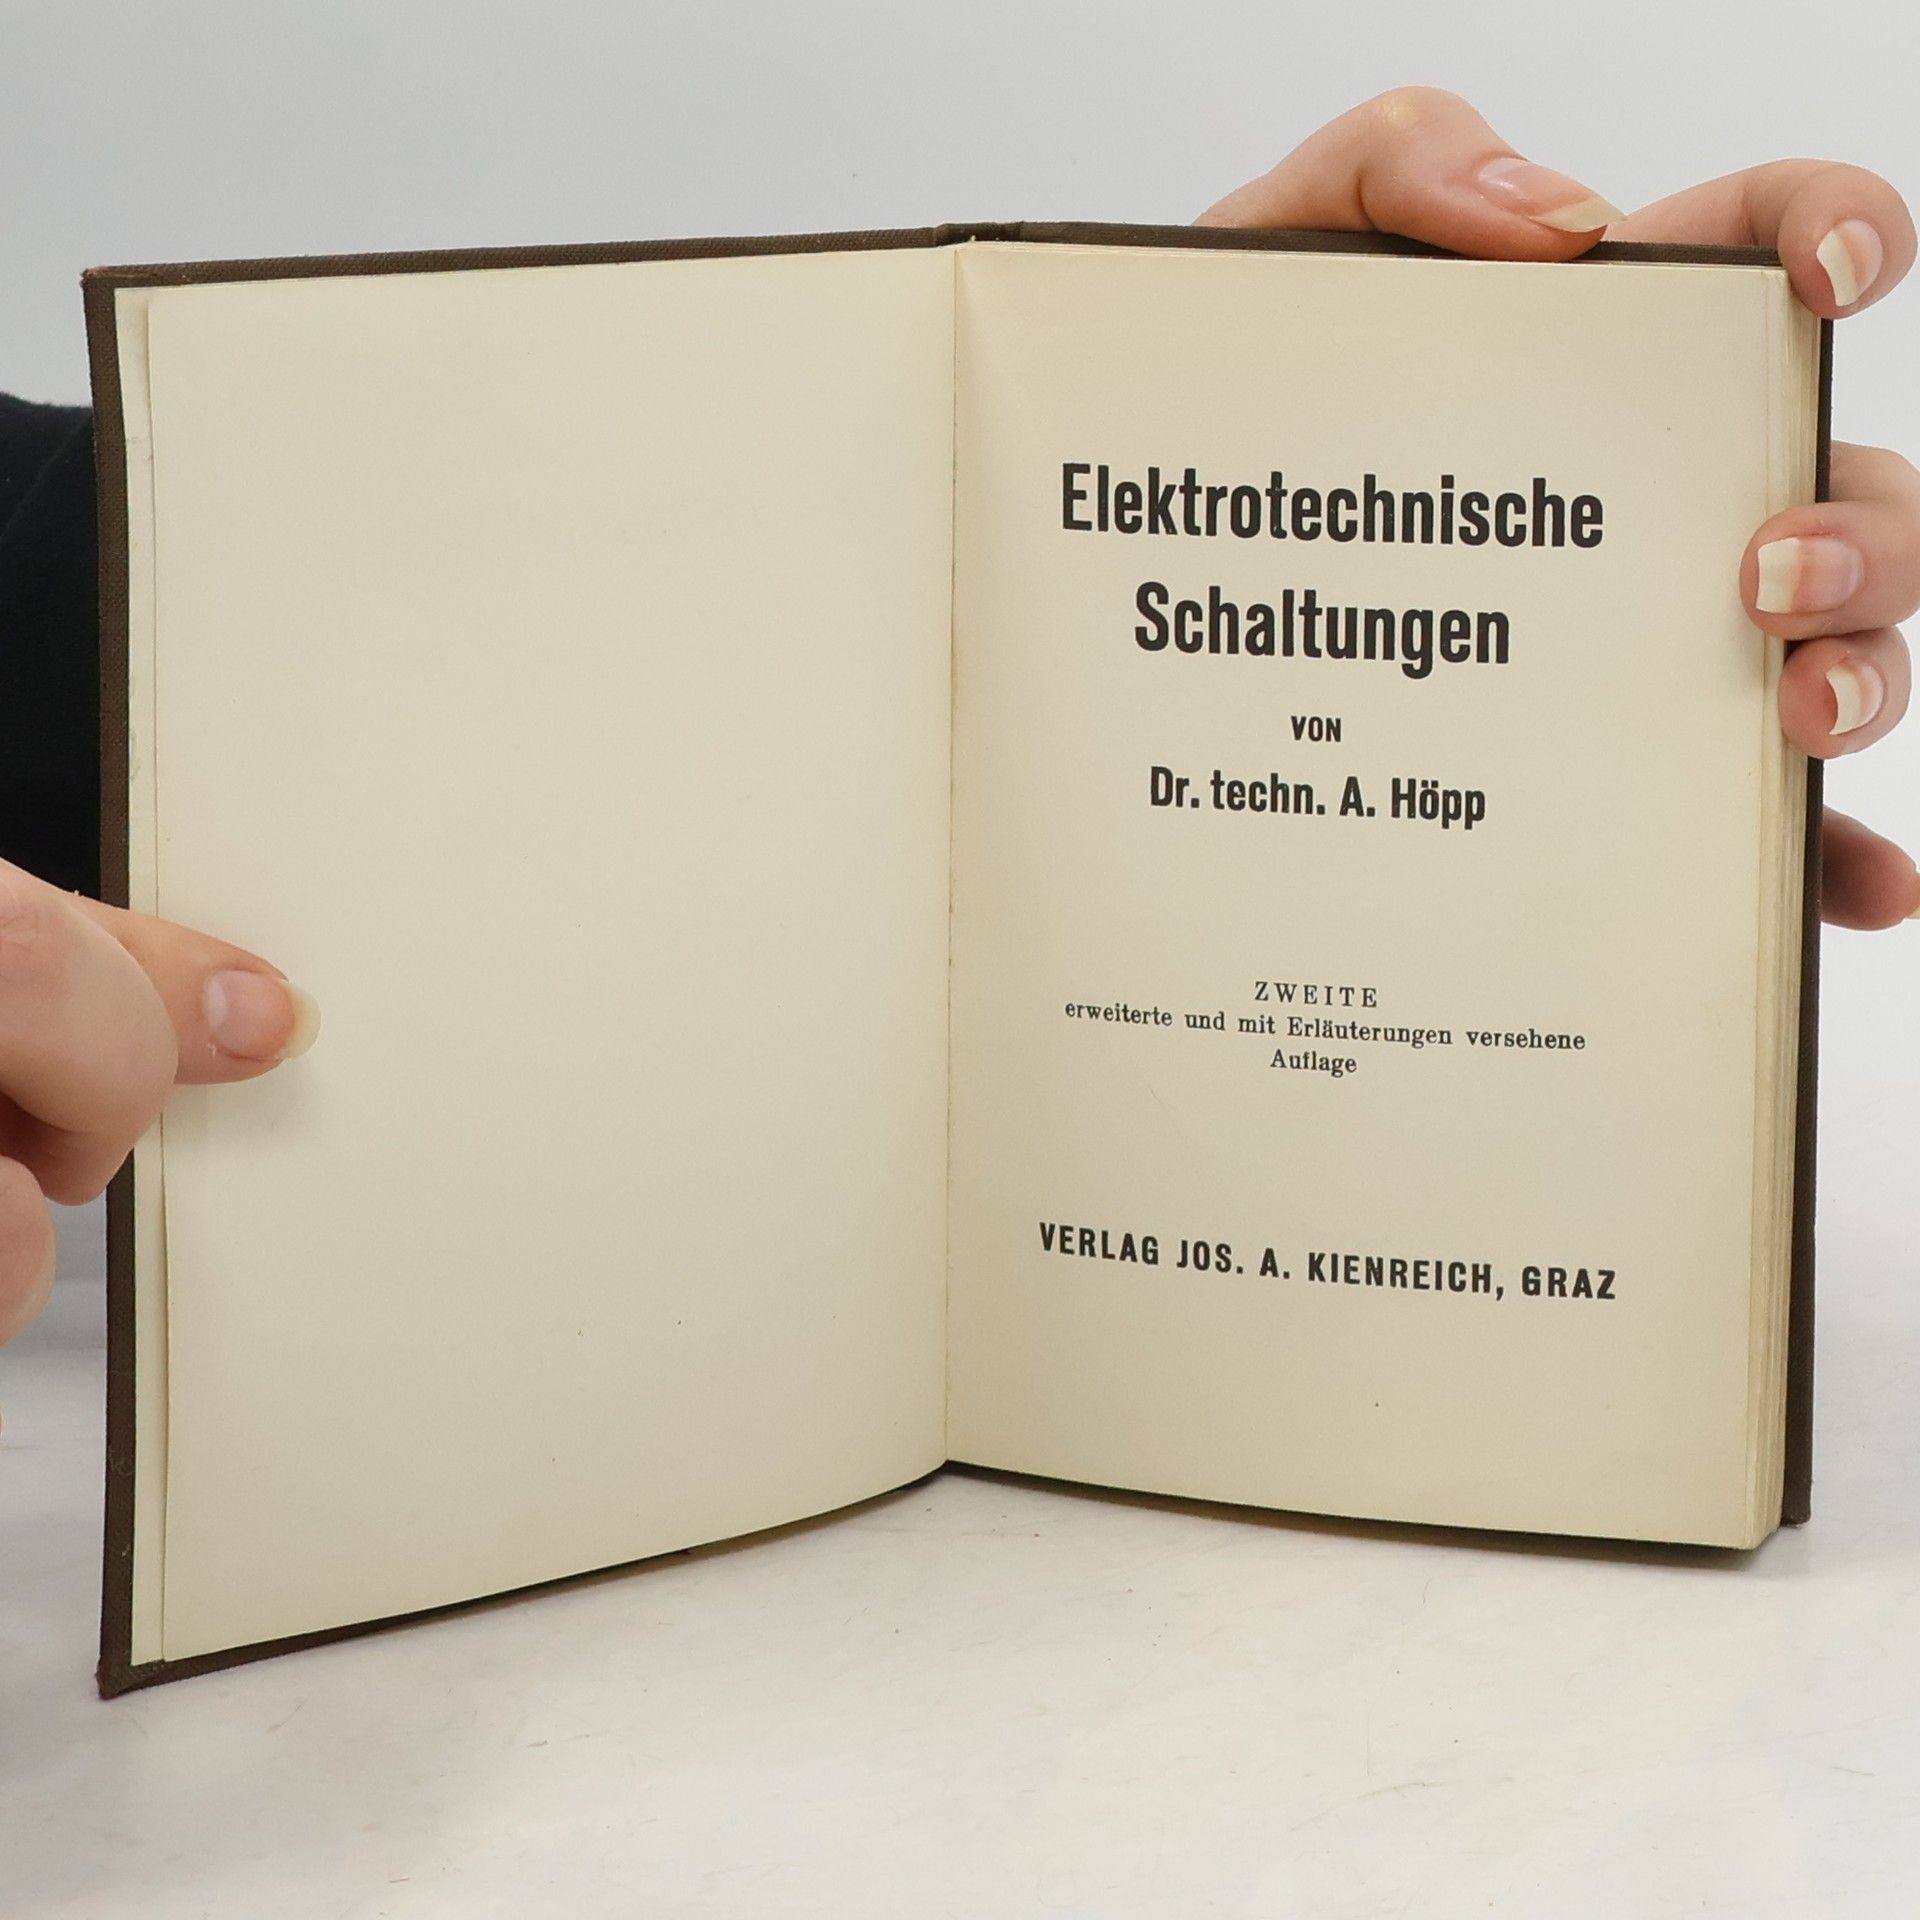 Elektrotechnische
Schaltungen
VON
Dr. techn. A. Höpp
ZWEITE
erweiterte und mit Erläuterungen versehene
Auflage
VERLAG JOS. A. KIENREICH, GRAZ